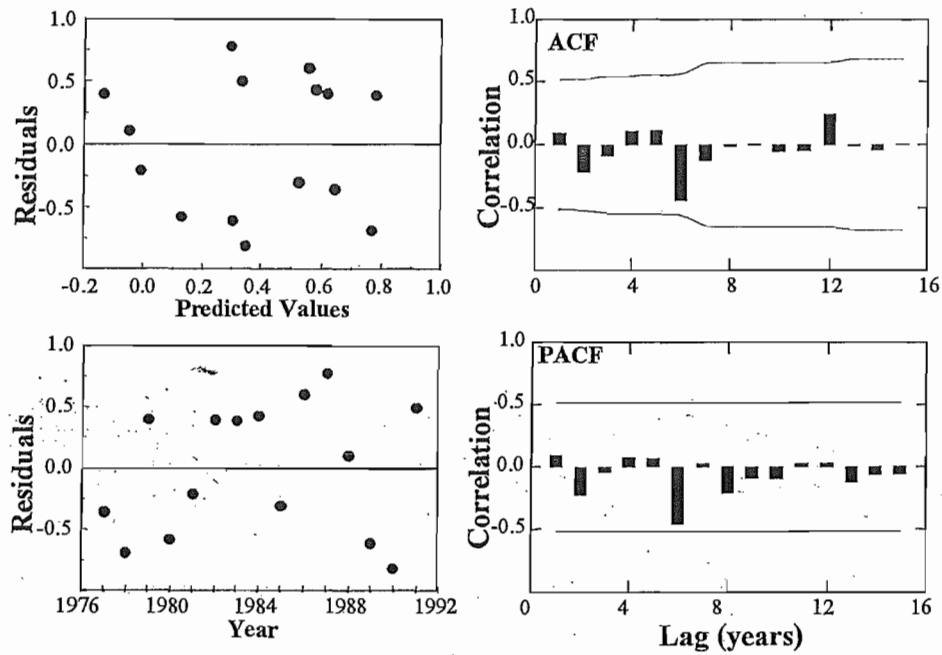 1.0
0.5
0.0
-0.5
Residuals
-0.2 0.0 0.2 0.4 0.6 0.8 1.0
Predicted Values
ACF
1.0
0.5
0.0
-0.5
Correlation
0 4 8 12 16
1.0
0.5
0.0
-0.5
Residuals
1976 1980 1984 1988 1992
Year
PACF
1.0
0.5
0.0
-0.5
Correlation
0 4 8 12 16
Lag (years)